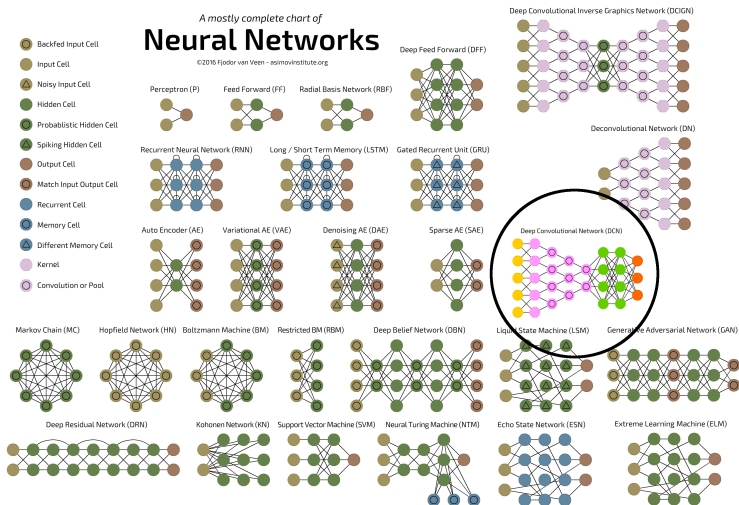 A mostly complete chart of
Neural Networks
©2016 Fjodor van Veen - asimovinstitute.org
Backfed Input Cell
Input Cell
Noisy Input Cell
Hidden Cell
Probablistic Hidden Cell
Spiking Hidden Cell
Output Cell
Match Input Output Cell
Recurrent Cell
Memory Cell
Different Memory Cell
Kernel
Convolution or Pool
Deep Feed Forward (DFF)
Deep Convolutional Inverse Graphics Network (DCIGN)
Perceptron (P)
Feed Forward (FF)
Radial Basis Network (RBF)
Recurrent Neural Network (RNN)
Long / Short Term Memory (LSTM)
Gated Recurrent Unit (GRU)
Deconvolutional Network (DN)
Auto Encoder (AE)
Variational AE (VAE)
Denoising AE (DAE)
Sparse AE (SAE)
Deep Convolutional Network (DCN)
Markov Chain (MC)
Hopfield Network (HN)
Boltzmann Machine (BM)
Restricted BM (RBM)
Deep Belief Network (DBN)
Liquid State Machine (LSM)
Generative Adversarial Network (GAN)
Deep Residual Network (DRN)
Kohonen Network (KN)
Support Vector Machine (SVM)
Neural Turing Machine (NTM)
Echo State Network (ESN)
Extreme Learning Machine (ELM)